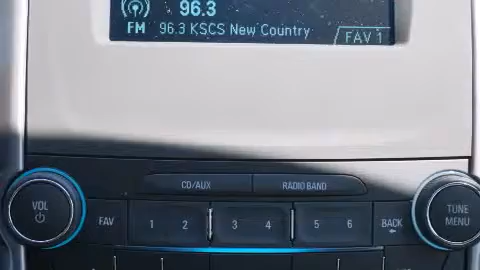 96.3
FM 96.3 KSCS New Country
FAV 1
CD/AUX RADIO BAND
VOL FAV 1 2 3 4 5 6 BACK TUNE
MENU